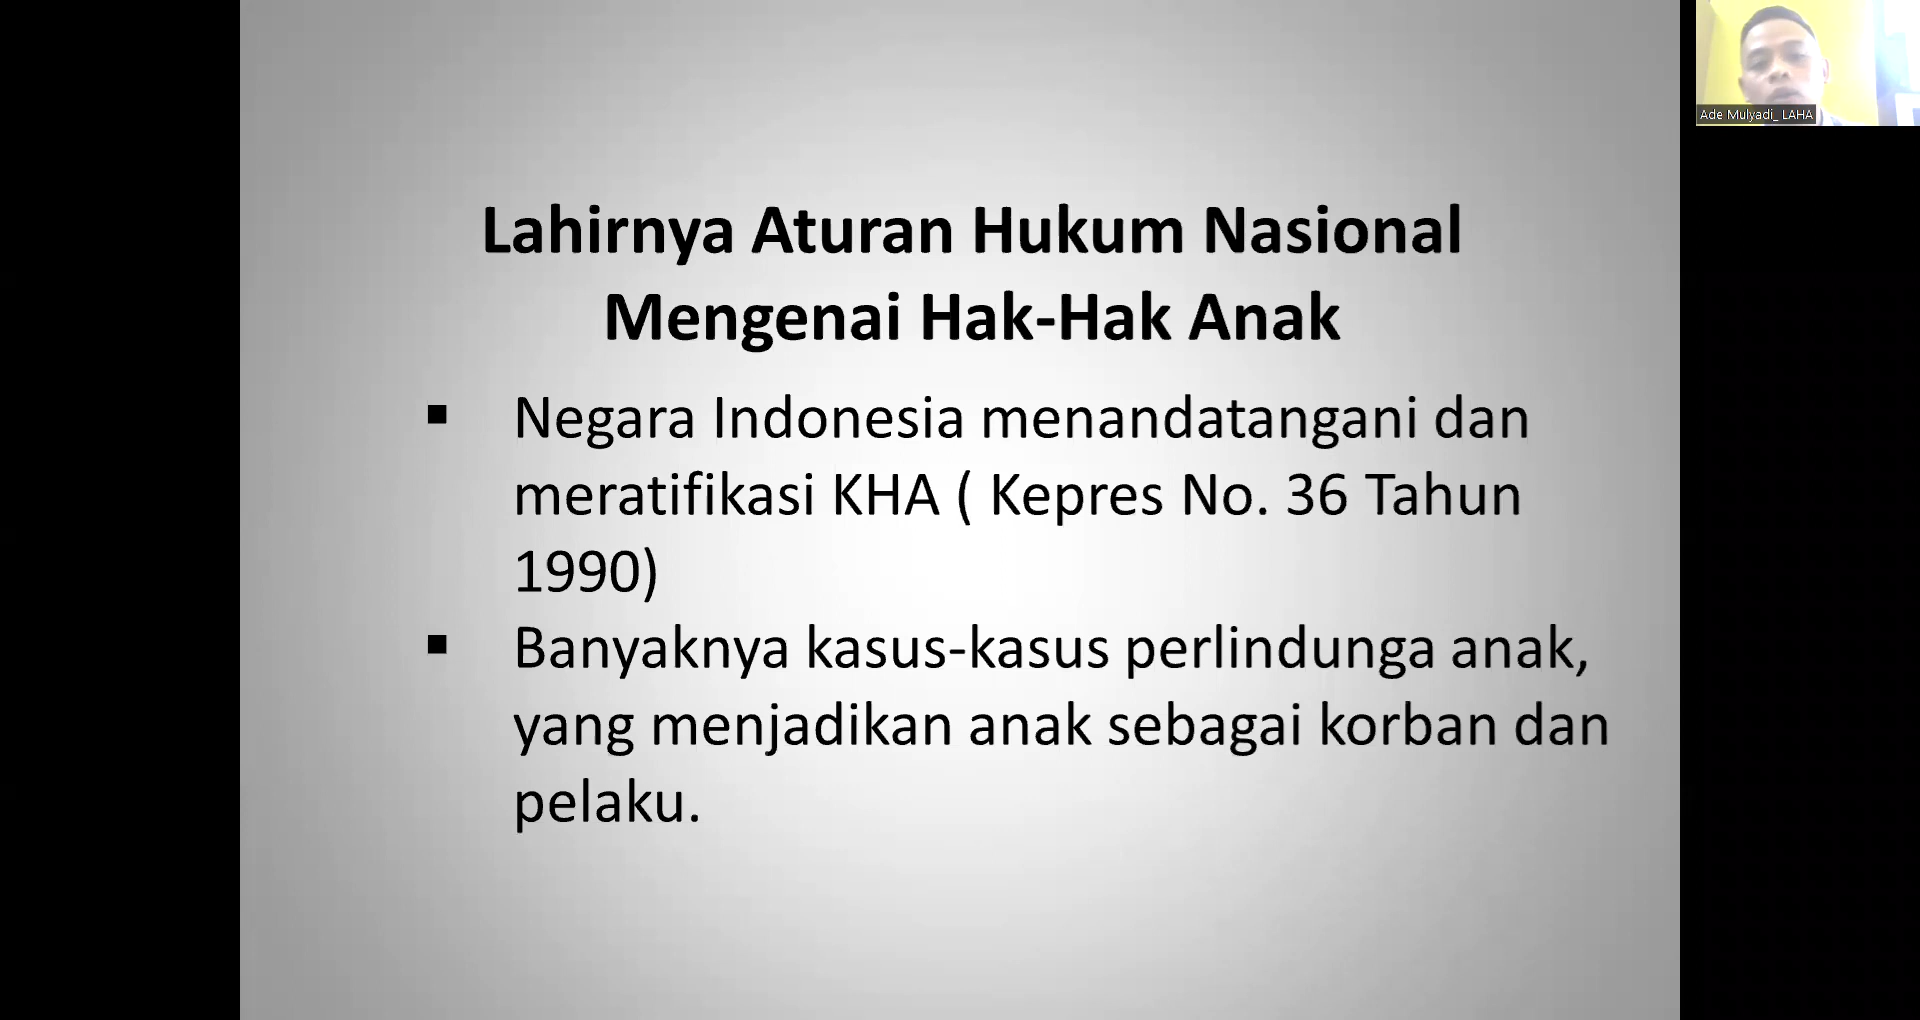 Lahirnya Aturan Hukum Nasional
Mengenai Hak-Hak Anak
▪ Negara Indonesia menandatangani dan
meratifikasi KHA ( Kepres No. 36 Tahun
1990)
▪ Banyaknya kasus-kasus perlindunga anak,
yang menjadikan anak sebagai korban dan
pelaku.
Ade Mulyadi_ LAHA